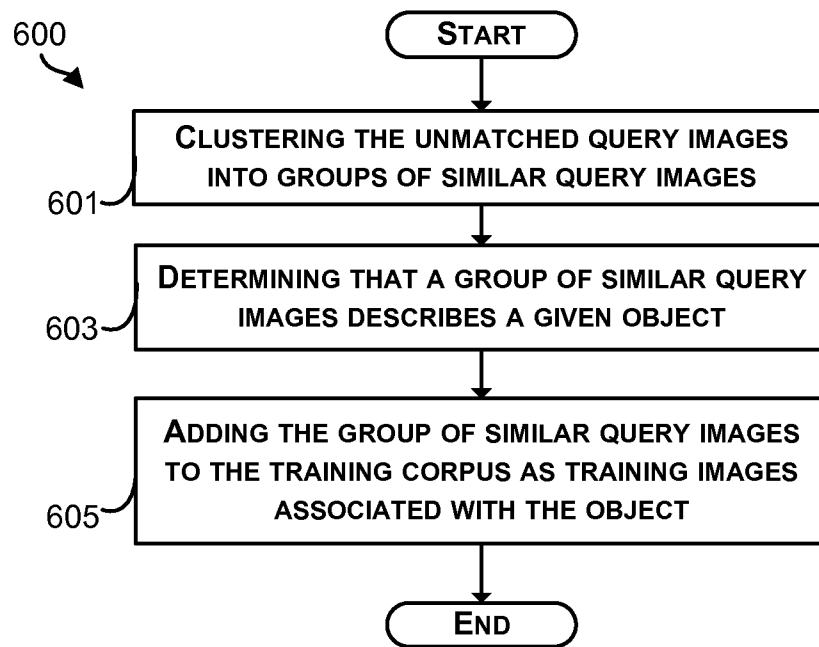 600
START
CLUSTERING THE UNMATCHED QUERY IMAGES
INTO GROUPS OF SIMILAR QUERY IMAGES
601
DETERMINING THAT A GROUP OF SIMILAR QUERY
IMAGES DESCRIBES A GIVEN OBJECT
603
ADDING THE GROUP OF SIMILAR QUERY IMAGES
TO THE TRAINING CORPUS AS TRAINING IMAGES
ASSOCIATED WITH THE OBJECT
605
END